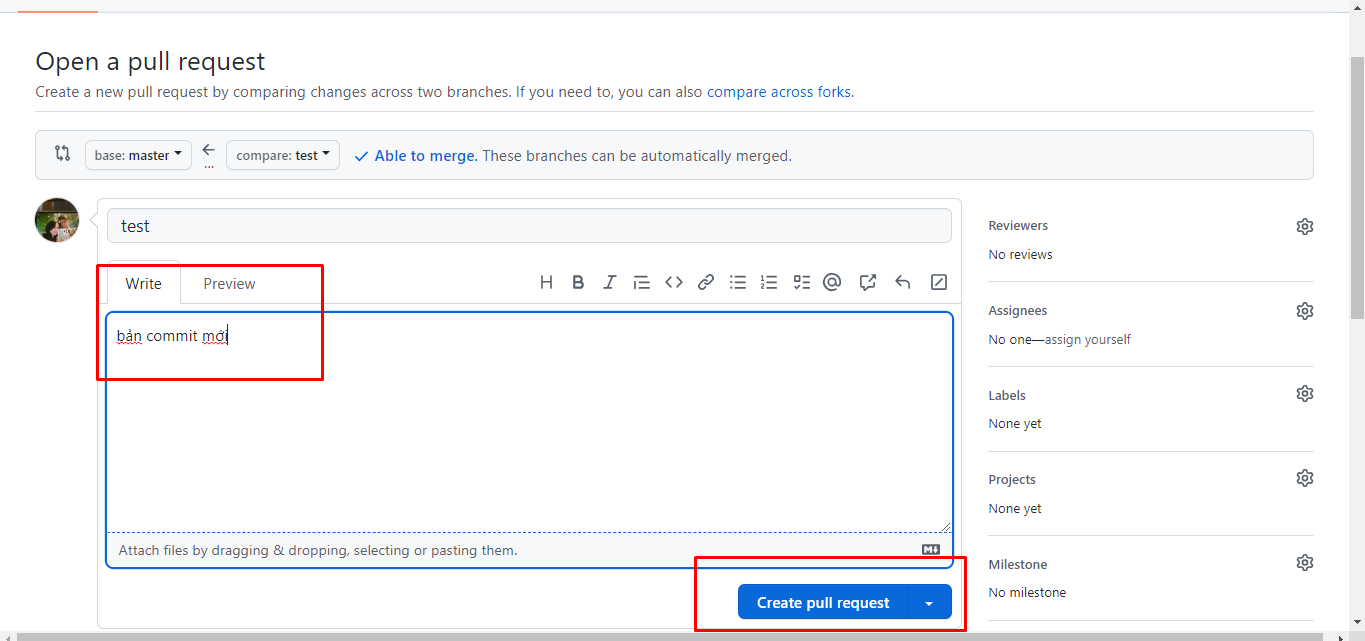 Open a pull request
Create a new pull request by comparing changes across two branches. If you need to, you can also compare across forks.
base: master compare: test Able to merge. These branches can be automatically merged.
test
Write Preview
bản commit mới
Attach files by dragging & dropping, selecting or pasting them.
Create pull request
Reviewers
No reviews
Assignees
No one—assign yourself
Labels
None yet
Projects
None yet
Milestone
No milestone